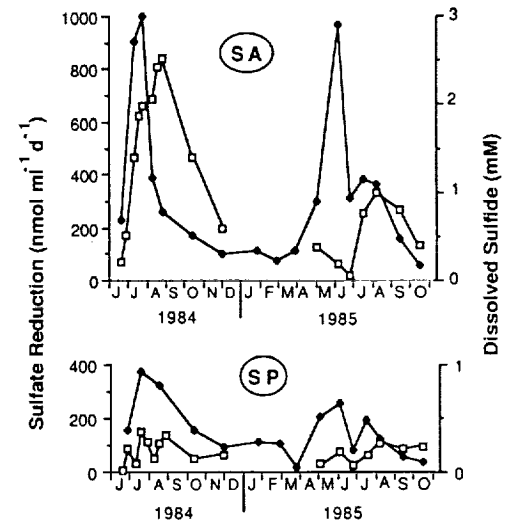 SA
1000
800
600
400
200
0
3
2
1
0
J J A S O N D J F M A M J J A S O
1984 1985
Sulfate Reduction (nmol ml⁻¹ d⁻¹)
Dissolved Sulfide (mM)
SP
400
200
0
1
0
J J A S O N D J F M A M J J A S O
1984 1985